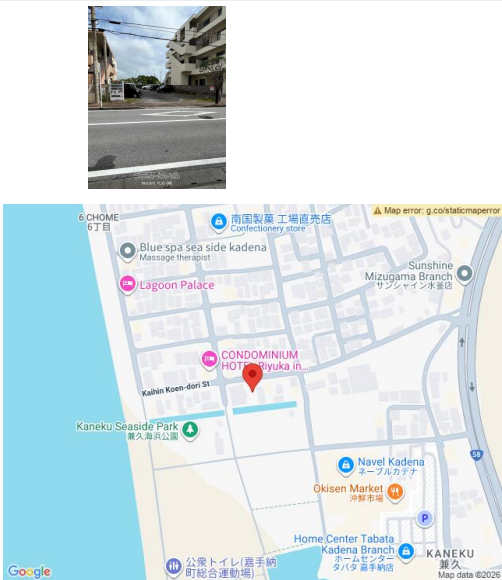 6 CHOME
6丁目
南国製菓 工場直売店
Confectionery store
Map error: g.co/staticmaperror
Blue spa sea side kadena
Massage therapist
Sunshine
Mizugama Branch
サンシャイン水釜店
Lagoon Palace
CONDOMINIUM
HOTEL Riyuka in...
Kaihin Koen-dori St
Kaneku Seaside Park
兼久海浜公園
58
Navel Kadena
ネーブルカデナ
Okisen Market
沖鮮市場
P
Home Center Tabata
Kadena Branch
ホームセンター
タバタ 嘉手納店
KANEKU
兼久
公衆トイレ(嘉手納
町総合運動場)
Google
Map data ©2026